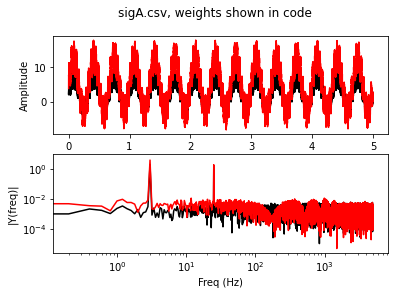 sigA.csv, weights shown in code
Amplitude
10
0
0 1 2 3 4 5
|Y(freq)|
10⁰
10⁻²
10⁻⁴
10⁰ 10¹ 10² 10³
Freq (Hz)